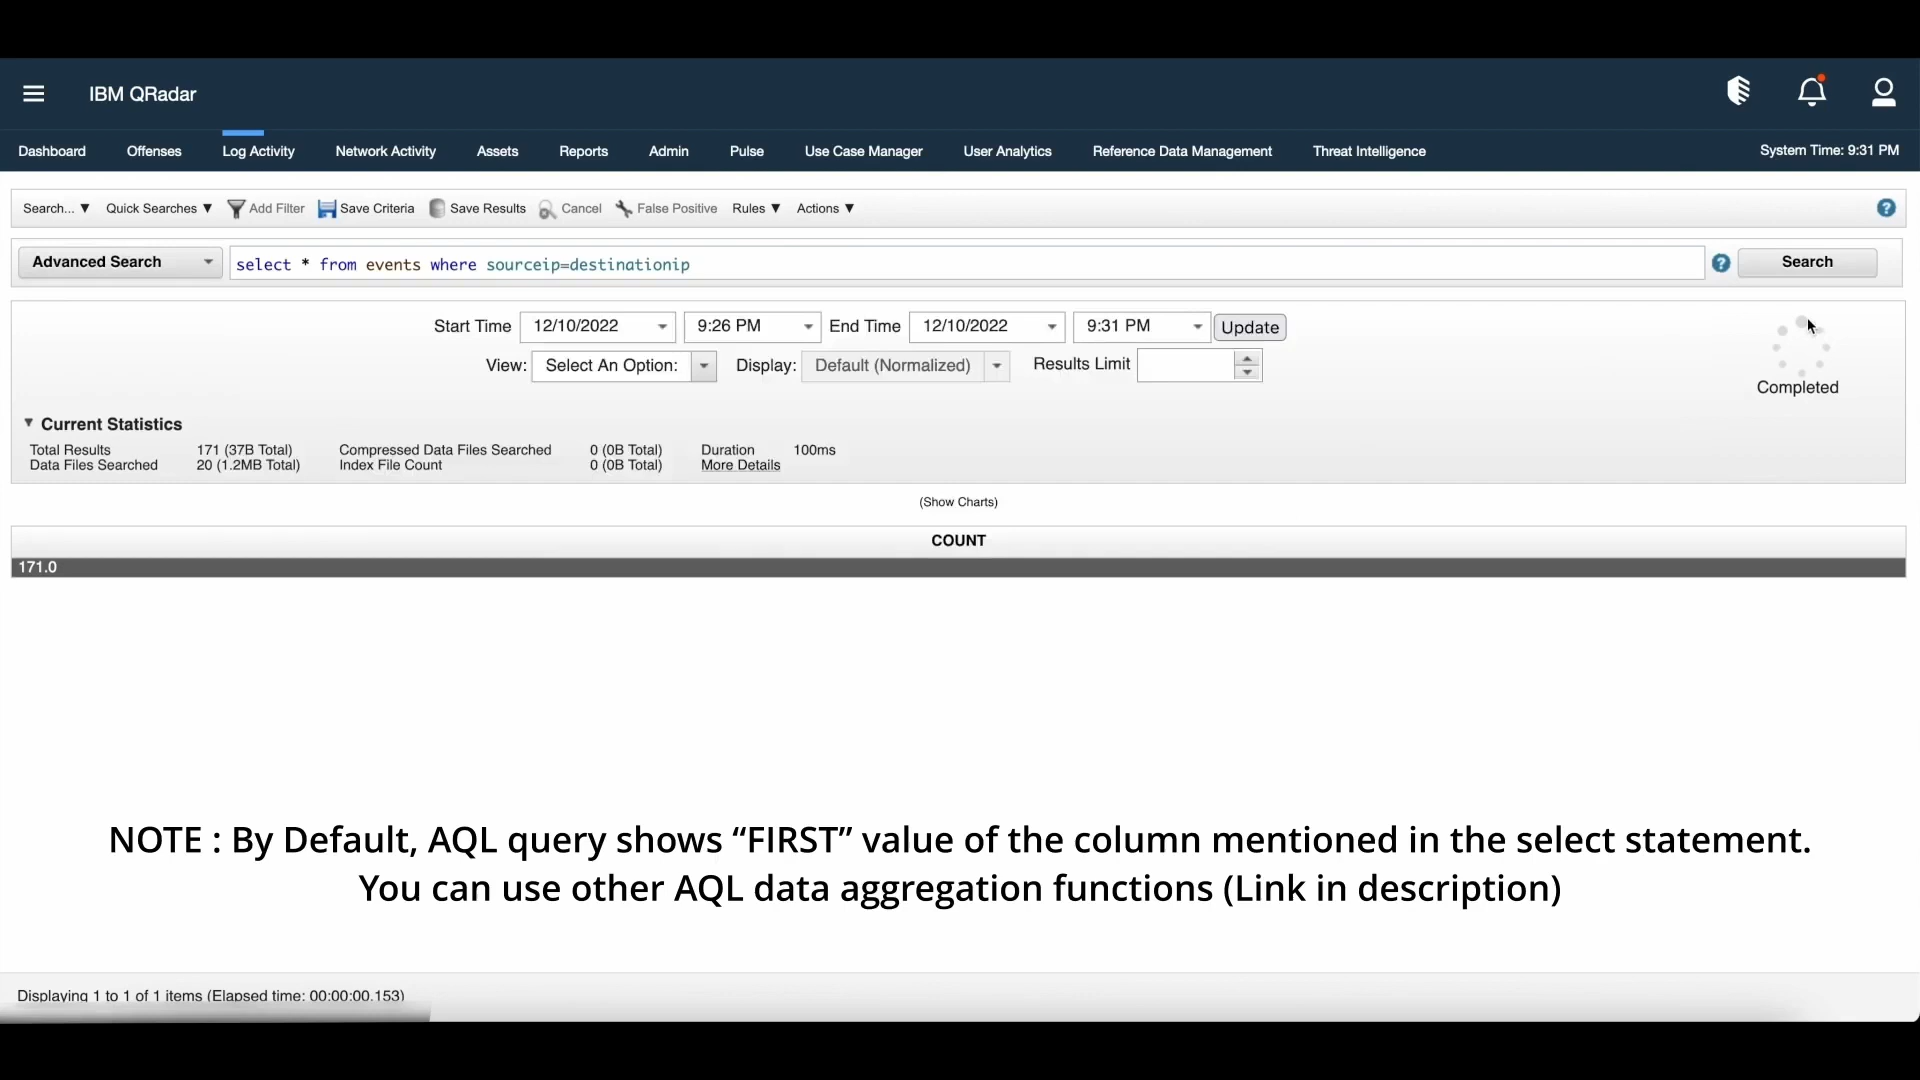 IBM QRadar
Dashboard Offenses Log Activity Network Activity Assets Reports Admin Pulse Use Case Manager User Analytics Reference Data Management Threat Intelligence System Time: 9:31 PM
Search... ▼ Quick Searches ▼ Add Filter Save Criteria Save Results Cancel False Positive Rules ▼ Actions ▼ ?
Advanced Search select * from events where sourceip=destinationip ? Search
Start Time 12/10/2022 9:26 PM End Time 12/10/2022 9:31 PM Update
View: Select An Option: Display: Default (Normalized) Results Limit
Completed
▼ Current Statistics
Total Results 171 (37B Total) Compressed Data Files Searched 0 (0B Total) Duration 100ms
Data Files Searched 20 (1.2MB Total) Index File Count 0 (0B Total) More Details
(Show Charts)
COUNT
171.0
NOTE : By Default, AQL query shows “FIRST” value of the column mentioned in the select statement.
You can use other AQL data aggregation functions (Link in description)
Displaying 1 to 1 of 1 items (Elapsed time: 00:00:00.153)